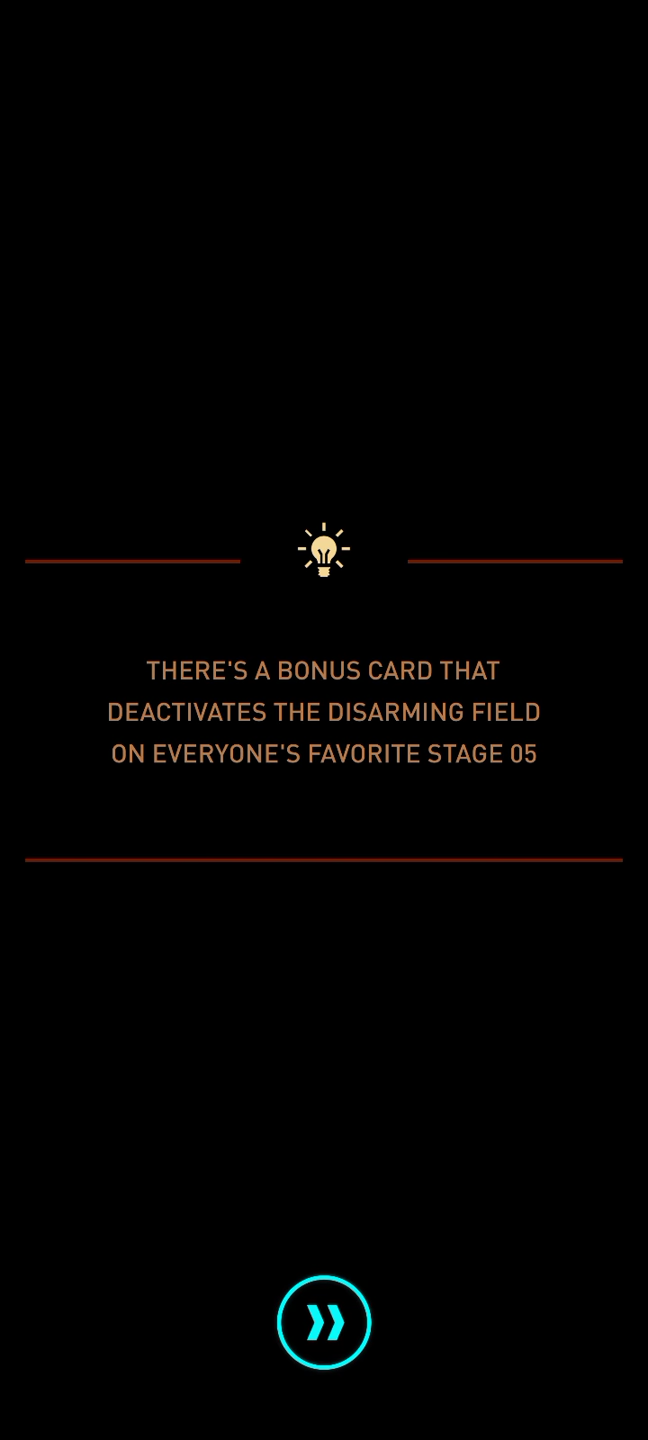 THERE'S A BONUS CARD THAT
DEACTIVATES THE DISARMING FIELD
ON EVERYONE'S FAVORITE STAGE 05